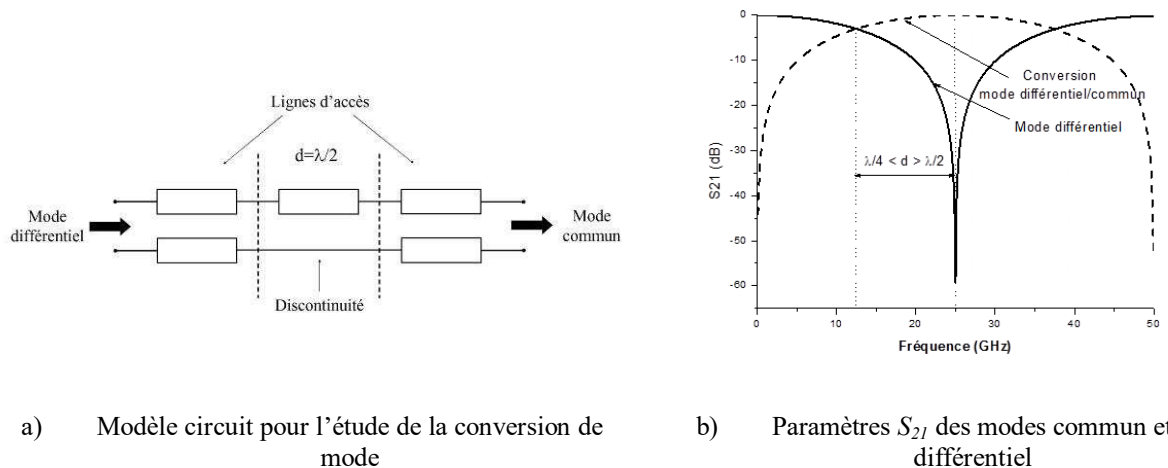 Lignes d'accès
d=λ/2
Mode
différentiel
Mode
commun
Discontinuité
0
-10
-20
-30
-40
-50
-60
S21 (dB)
Conversion
mode différentiel/commun
Mode différentiel
λ/4 < d > λ/2
0
10
20
30
40
50
Fréquence (GHz)
a) Modèle circuit pour l'étude de la conversion de
mode
b) Paramètres S21 des modes commun et
différentiel